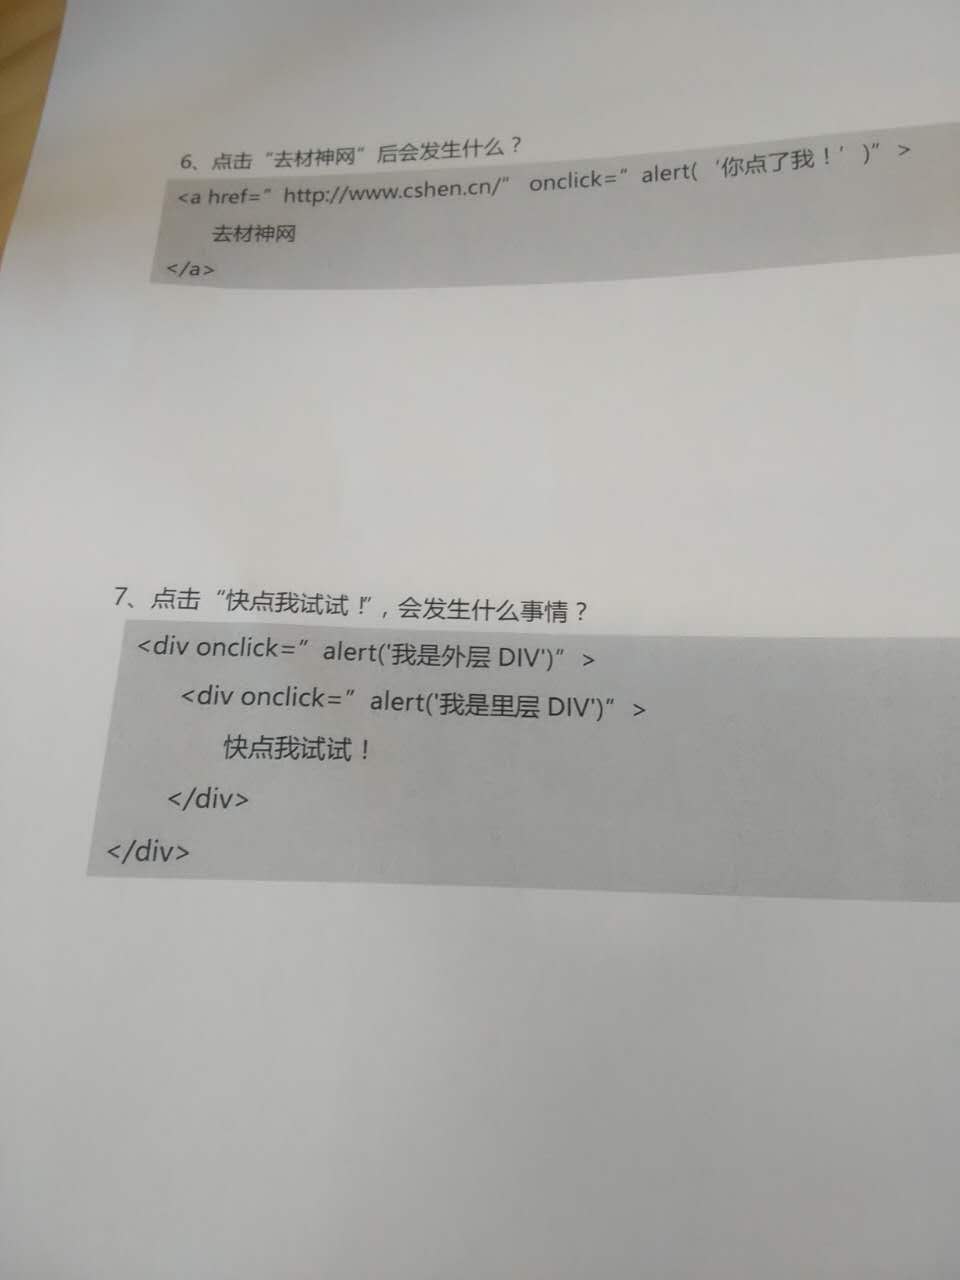 6、点击“去材神网”后会发生什么？
<a href=”http://www.cshen.cn/” onclick=”alert(‘你点了我！’)”>
去材神网
</a>
7、点击“快点我试试！”，会发生什么事情？
<div onclick=”alert('我是外层 DIV')”>
<div onclick=”alert('我是里层 DIV')”>
快点我试试！
</div>
</div>